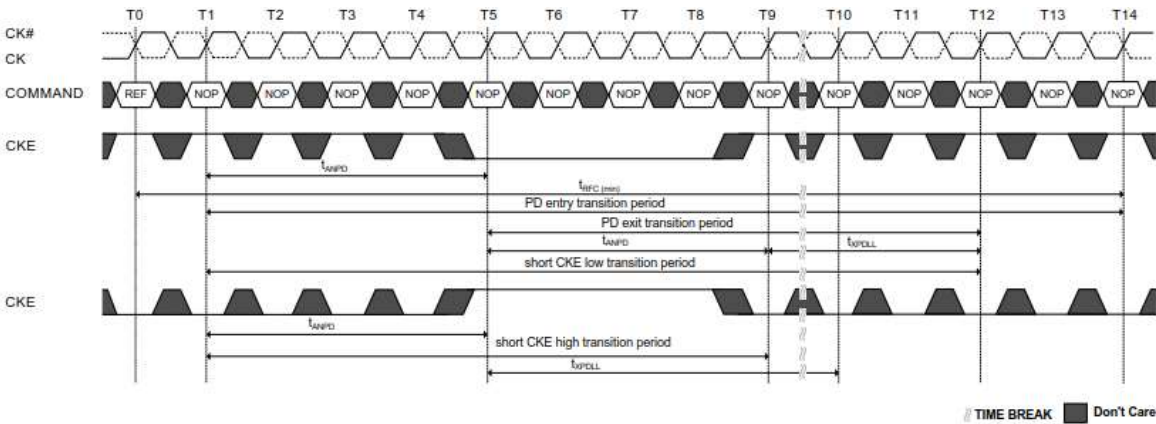 T0 T1 T2 T3 T4 T5 T6 T7 T8 T9 T10 T11 T12 T13 T14
CK#
CK
COMMAND REF NOP NOP NOP NOP NOP NOP NOP NOP NOP NOP NOP NOP NOP NOP
CKE
tANPD
tRFC (min)
PD entry transition period
PD exit transition period
tANPD tXPDLL
short CKE low transition period
CKE
tANPD
short CKE high transition period
tXPDLL
TIME BREAK Don't Care